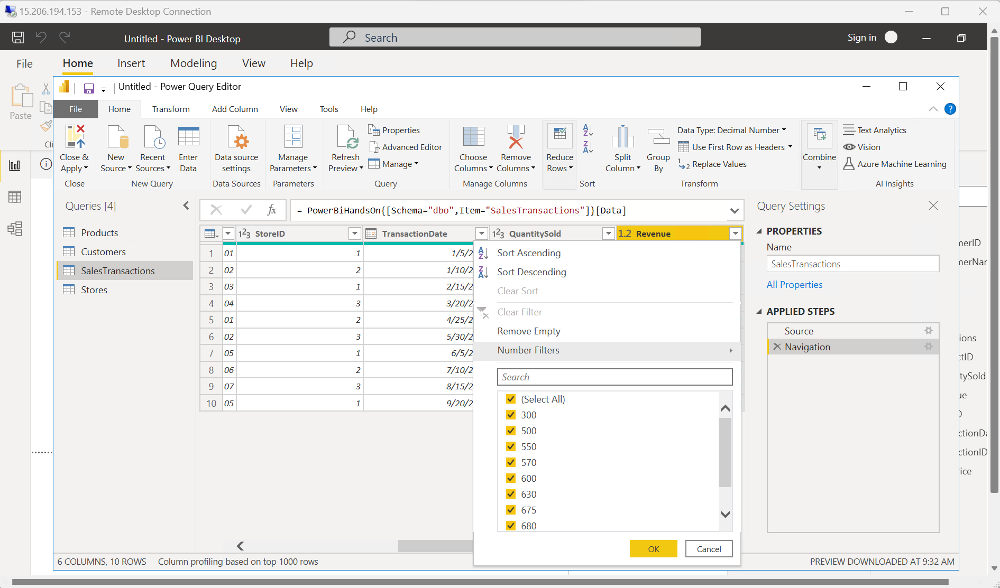 15.206.194.153 - Remote Desktop Connection
Untitled - Power BI Desktop
Search
Sign in
File Home Insert Modeling View Help
Paste
Cli
Untitled - Power Query Editor
File Home Transform Add Column View Tools Help
Close & Apply
Close
New Source
Recent Sources
Enter Data
New Query
Data source settings
Data Sources
Manage Parameters
Parameters
Refresh Preview
Properties
Advanced Editor
Manage
Query
Choose Columns
Remove Columns
Manage Columns
Reduce Rows
Sort
Split Column
Group By
Data Type: Decimal Number
Use First Row as Headers
Replace Values
Transform
Combine
Text Analytics
Vision
Azure Machine Learning
AI Insights
Queries [4]
Products
Customers
SalesTransactions
Stores
fx
= PowerBiHandsOn{[Schema="dbo",Item="SalesTransactions"]}[Data]
123 StoreID TransactionDate 123 QuantitySold 1.2 Revenue
1 01 1 1/5/2
2 02 2 1/10/2
3 03 1 2/15/2
4 04 3 3/20/2
5 01 2 4/25/2
6 02 3 5/30/2
7 05 1 6/5/2
8 06 2 7/10/2
9 07 3 8/15/2
10 05 1 9/20/2
Sort Ascending
Sort Descending
Clear Sort
Clear Filter
Remove Empty
Number Filters
Search
(Select All)
300
500
550
570
600
630
675
680
OK Cancel
Query Settings
PROPERTIES
Name
SalesTransactions
All Properties
APPLIED STEPS
Source
Navigation
merID
merNar
ions
ctID
tySold
ue
D
ctionDa
ctionID
rice
6 COLUMNS, 10 ROWS Column profiling based on top 1000 rows
PREVIEW DOWNLOADED AT 9:32 AM